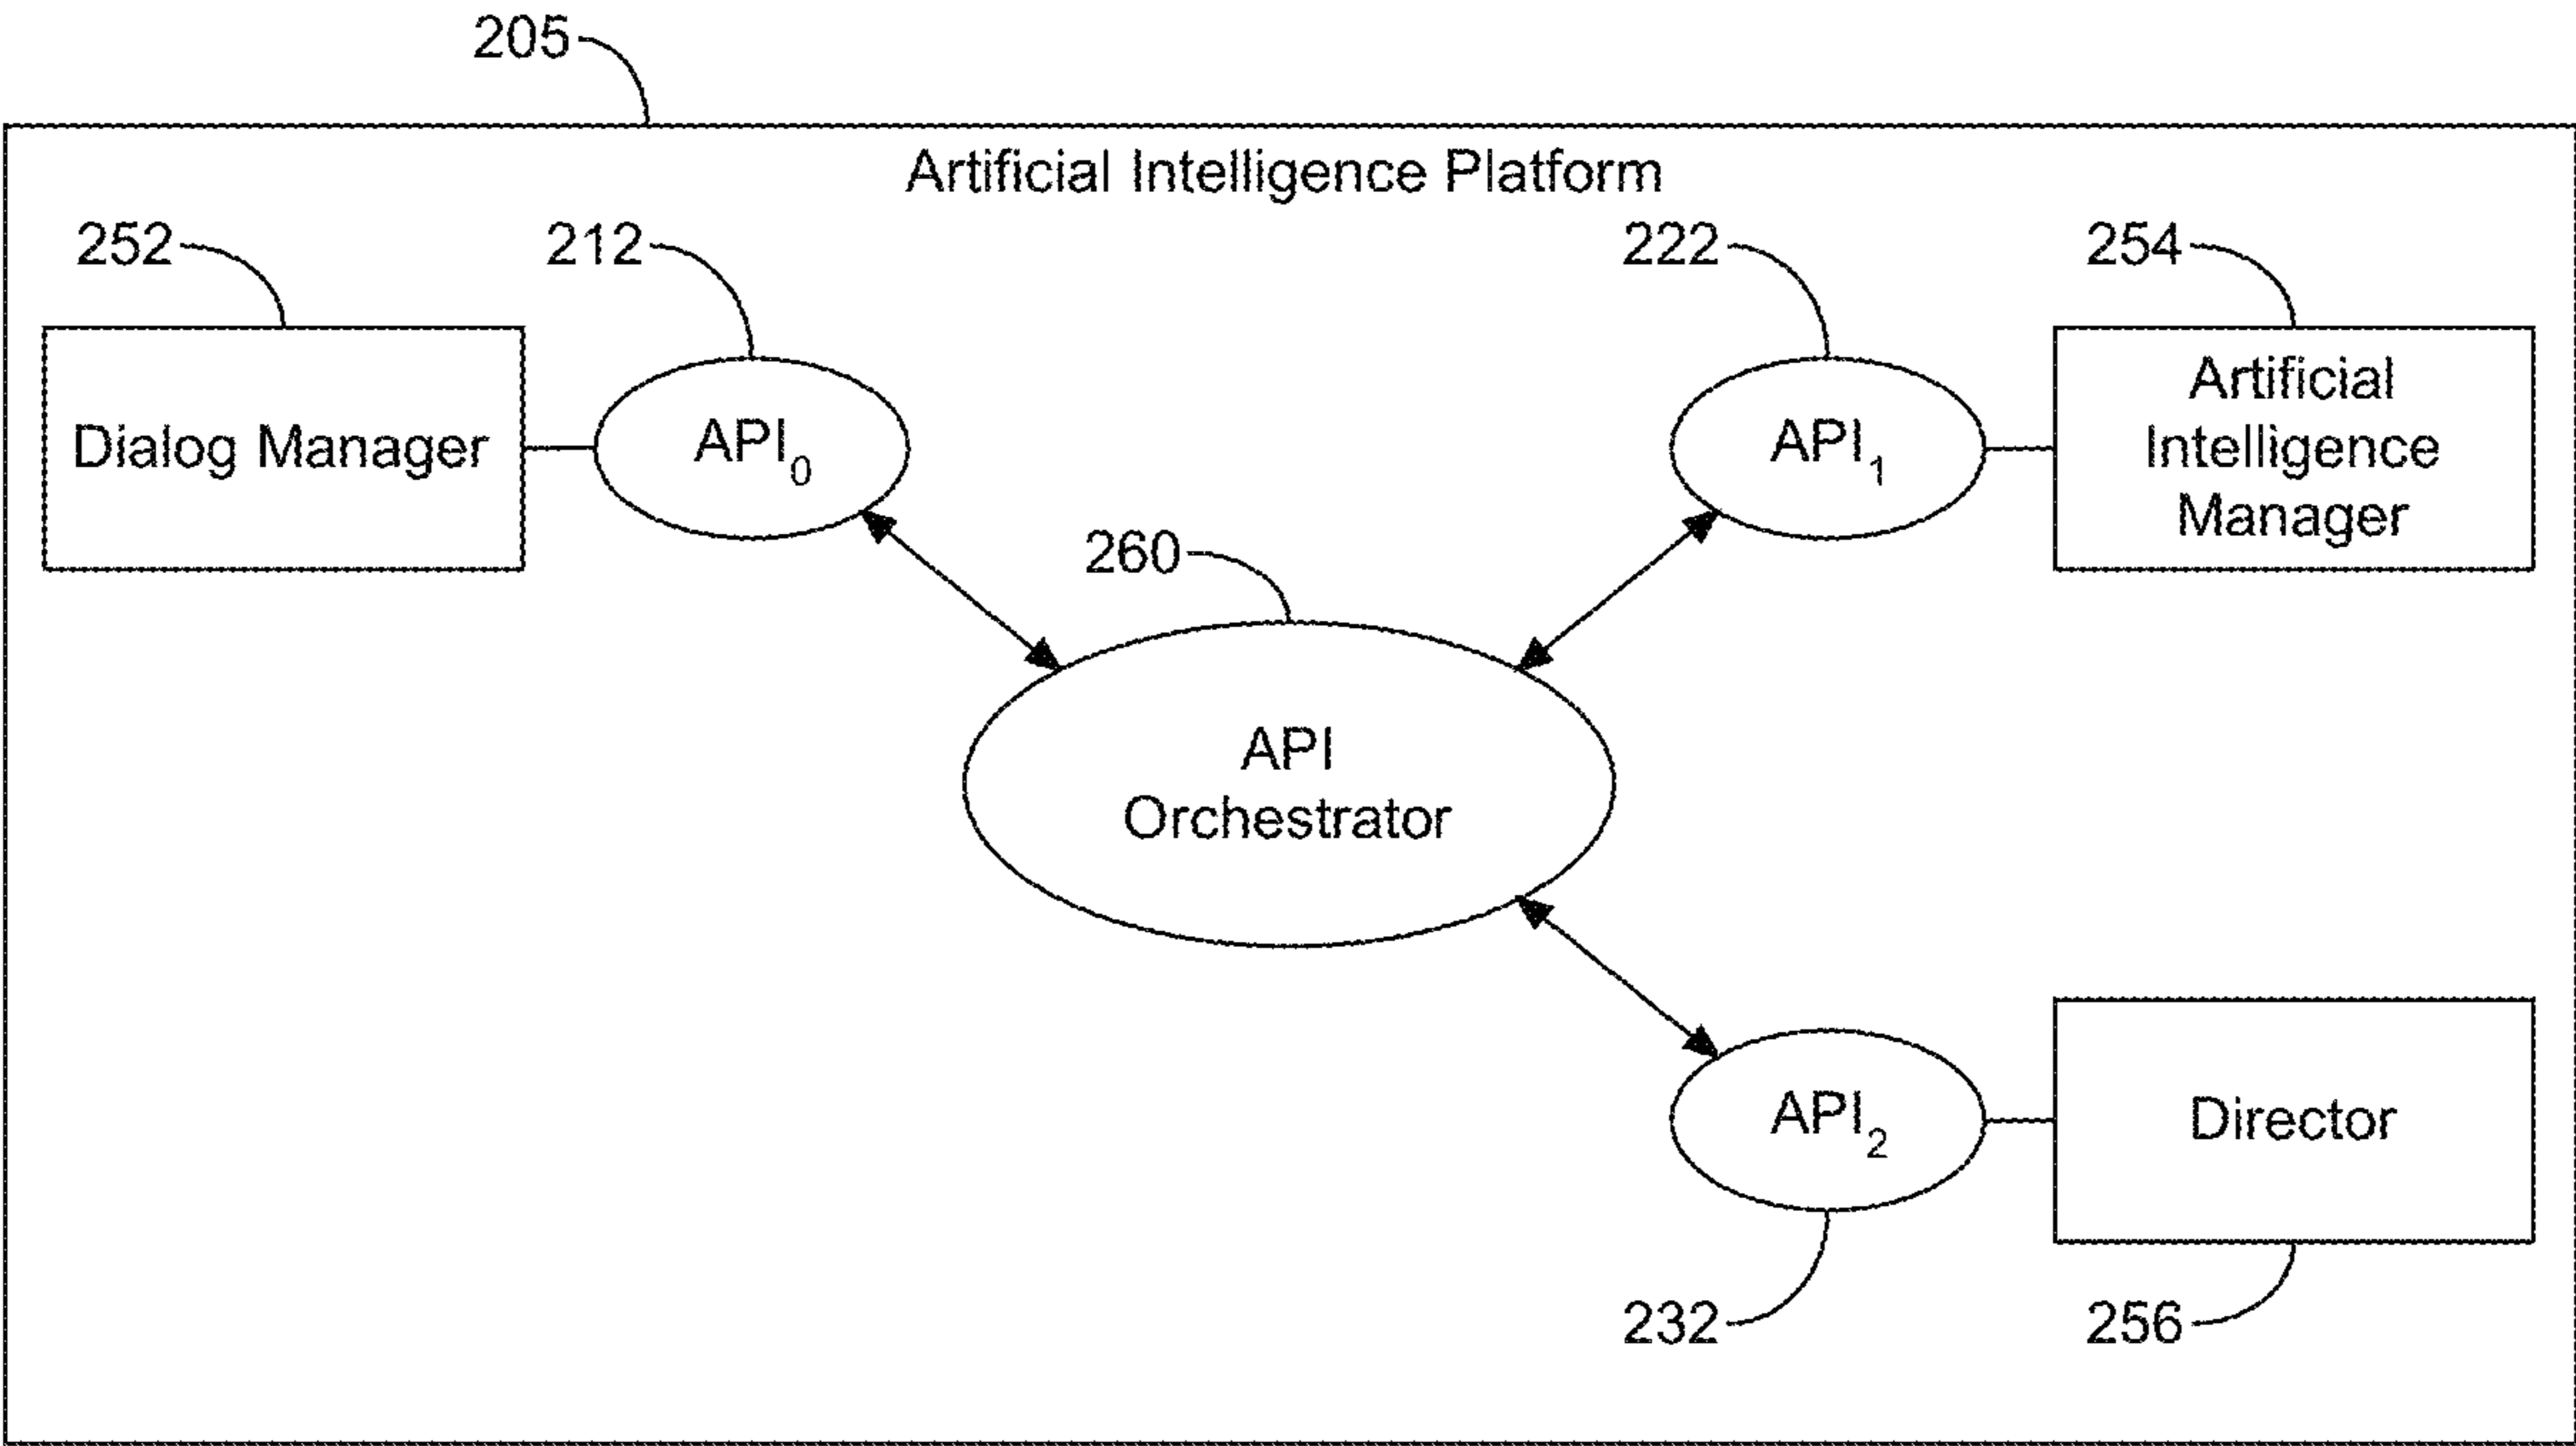 205
Artificial Intelligence Platform
252
212
222
254
Dialog Manager
API₀
API₁
Artificial
Intelligence
Manager
260
API
Orchestrator
API₂
Director
232
256